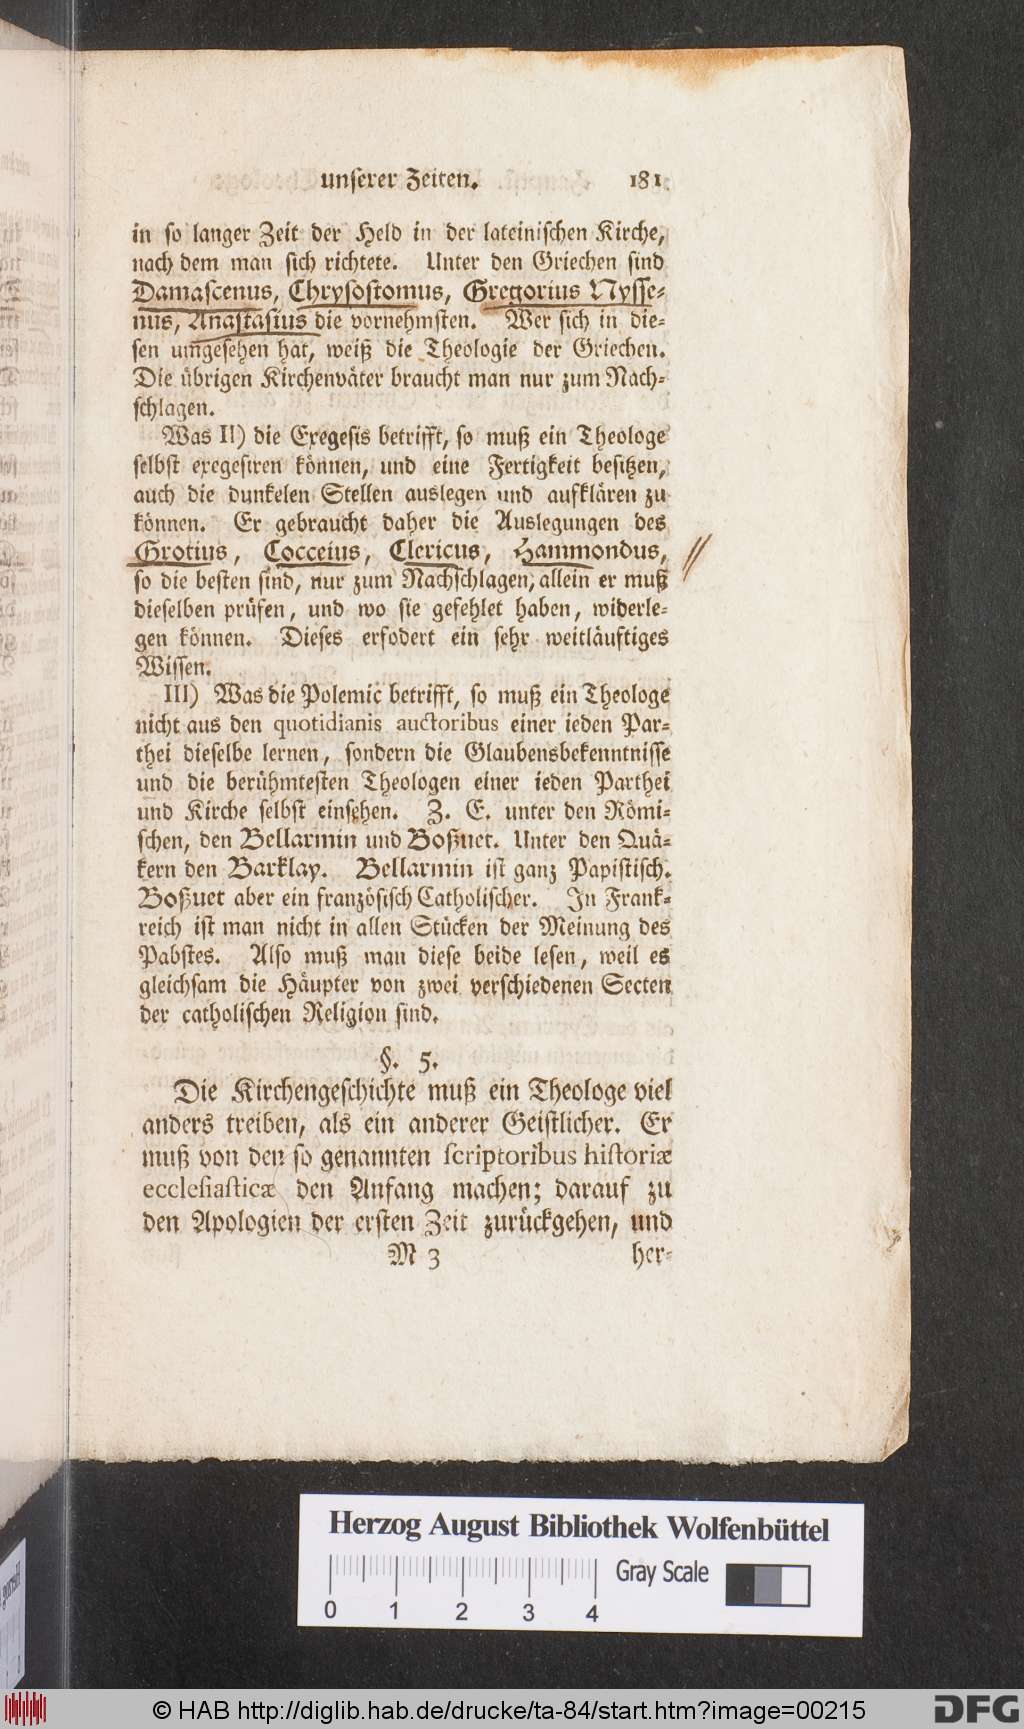 unserer Zeiten. 181
in so langer Zeit der Held in der lateinischen Kirche,
nach dem man sich richtete. Unter den Griechen sind
Damascenus, Chrysostomus, Gregorius Nysse-
nus, Anastasius die vornehmsten. Wer sich in die-
sen umgesehen hat, weiß die Theologie der Griechen.
Die übrigen Kirchenväter braucht man nur zum Nach-
schlagen.
Was II) die Exegesis betrifft, so muß ein Theologe
selbst exegesiren können, und eine Fertigkeit besitzen,
auch die dunkelen Stellen auslegen und aufklären zu
können. Er gebraucht daher die Auslegungen des
Grotius, Cocceius, Clericus, Hammondus,
so die besten sind, nur zum Nachschlagen; allein er muß
dieselben prüfen, und wo sie gefehlet haben, widerle-
gen können. Dieses erfodert ein sehr weitläuftiges
Wissen.
III) Was die Polemic betrifft, so muß ein Theologe
nicht aus den quotidianis auctoribus einer ieden Par-
thei dieselbe lernen, sondern die Glaubensbekenntnisse
und die berühmtesten Theologen einer ieden Parthei
und Kirche selbst einsehen. Z. E. unter den Römi-
schen, den Bellarmin und Boßuet. Unter den Quä-
kern den Barklay. Bellarmin ist ganz Papistisch.
Boßuet aber ein französisch Catholischer. In Frank-
reich ist man nicht in allen Stücken der Meinung des
Pabstes. Also muß man diese beide lesen, weil es
gleichsam die Häupter von zwei verschiedenen Secten
der catholischen Religion sind.
§. 5.
Die Kirchengeschichte muß ein Theologe viel
anders treiben, als ein anderer Geistlicher. Er
muß von den so genannten scriptoribus historiæ
ecclesiasticæ den Anfang machen; darauf zu
den Apologien der ersten Zeit zurückgehen, und
M 3 her-
Herzog August Bibliothek Wolfenbüttel
Gray Scale
0 1 2 3 4
© HAB http://diglib.hab.de/drucke/ta-84/start.htm?image=00215
DFG